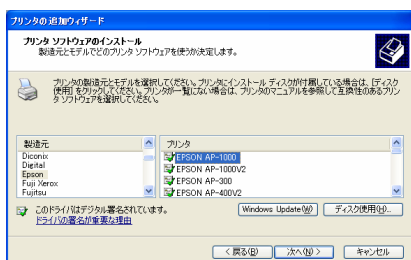 プリンタの追加ウィザード
プリンタ ソフトウェアのインストール
製造元とモデルでどのプリンタ ソフトウェアを使うか決定します。
プリンタの製造元とモデルを選択してください。プリンタにインストール ディスクが付属している場合は、[ディスク
使用] をクリックしてください。プリンタが一覧にない場合は、プリンタのマニュアルを参照して互換性のあるプリン
タ ソフトウェアを選択してください。
製造元
Diconix
Digital
Epson
Fuji Xerox
Fujitsu
プリンタ
EPSON AP-1000
EPSON AP-1000V2
EPSON AP-300
EPSON AP-400V2
このドライバはデジタル署名されています。
ドライバの署名が重要な理由
Windows Update(W)
ディスク使用(H)...
< 戻る(B)
次へ(N) >
キャンセル